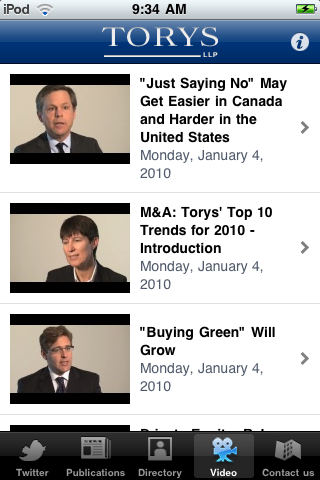 iPod 9:34 AM
TORYS
LLP
"Just Saying No" May
Get Easier in Canada
and Harder in the
United States
Monday, January 4,
2010
M&A: Torys' Top 10
Trends for 2010 -
Introduction
Monday, January 4,
2010
"Buying Green" Will
Grow
Monday, January 4,
2010
Twitter Publications Directory Video Contact us